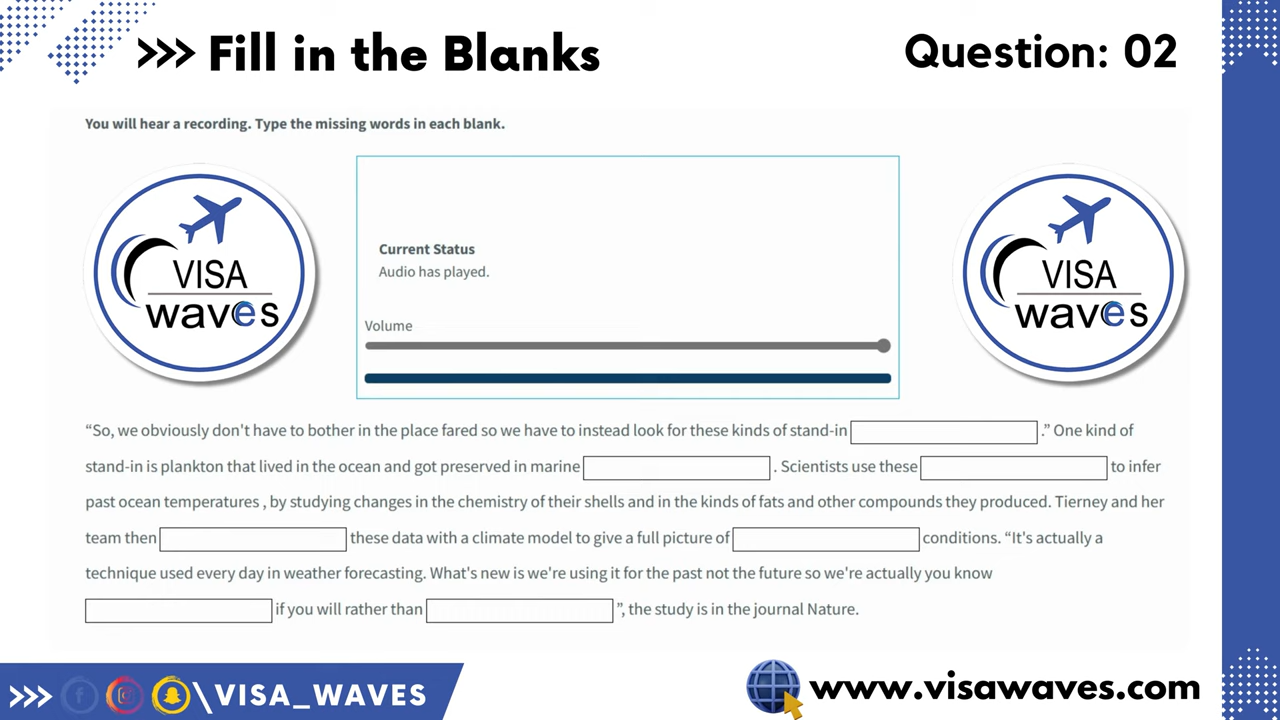 >>> Fill in the Blanks
Question: 02
You will hear a recording. Type the missing words in each blank.
VISA
waves
Current Status
Audio has played.
Volume
VISA
waves
“So, we obviously don't have to bother in the place fared so we have to instead look for these kinds of stand-in .” One kind of
stand-in is plankton that lived in the ocean and got preserved in marine . Scientists use these to infer
past ocean temperatures , by studying changes in the chemistry of their shells and in the kinds of fats and other compounds they produced. Tierney and her
team then these data with a climate model to give a full picture of conditions. “It's actually a
technique used every day in weather forecasting. What's new is we're using it for the past not the future so we're actually you know
if you will rather than ”, the study is in the journal Nature.
>>> \VISA_WAVES
www.visawaves.com